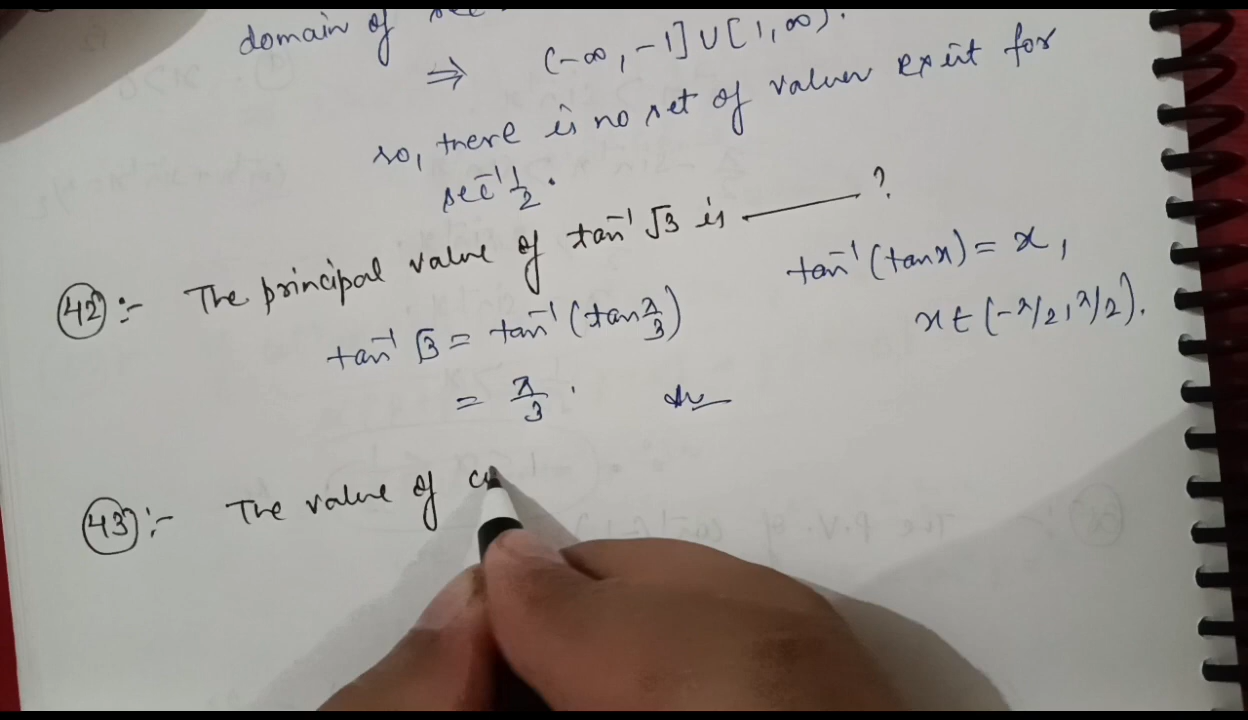 domain of sec
⇒ (-∞, -1] ∪ [1, ∞).
so, there is no set of values exist for
sec⁻¹ 1/2.
42 :- The principal value of tan⁻¹ √3 is ——— ?
tan⁻¹ √3 = tan⁻¹ (tan π/3)
= π/3 .
tan⁻¹ (tan x) = x,
x ∈ (-π/2, π/2).
43 :- The value of